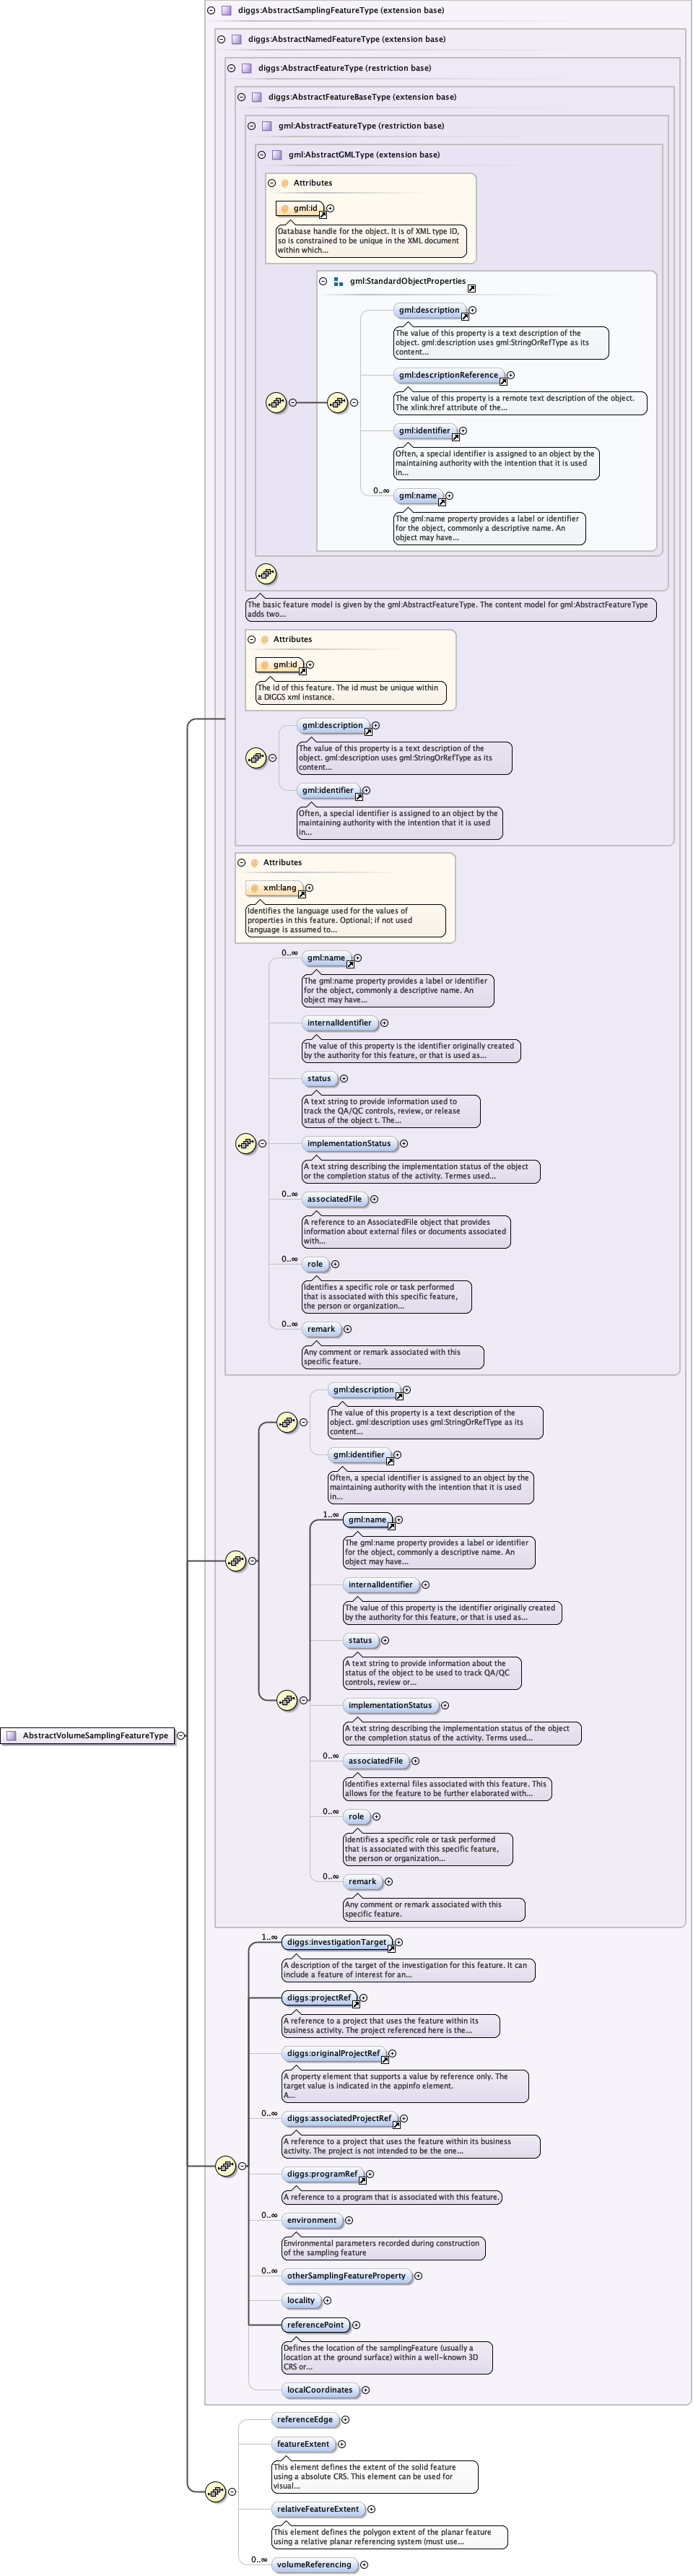 diggs:AbstractSamplingFeatureType (extension base)
diggs:AbstractNamedFeatureType (extension base)
diggs:AbstractFeatureType (restriction base)
diggs:AbstractFeatureBaseType (extension base)
gml:AbstractFeatureType (restriction base)
gml:AbstractGMLType (extension base)
@ Attributes
@ gml:id
Database handle for the object. It is of XML type ID,
so is constrained to be unique in the XML document
within which...
gml:StandardObjectProperties
gml:description
The value of this property is a text description of the
object. gml:description uses gml:StringOrRefType as its
content...
gml:descriptionReference
The value of this property is a remote text description of the object.
The xlink:href attribute of the...
gml:identifier
Often, a special identifier is assigned to an object by the
maintaining authority with the intention that it is used
in...
0..∞
gml:name
The gml:name property provides a label or identifier
for the object, commonly a descriptive name. An
object may have...
The basic feature model is given by the gml:AbstractFeatureType. The content model for gml:AbstractFeatureType
adds two...
@ Attributes
@ gml:id
The id of this feature. The id must be unique within
a DIGGS xml instance.
gml:description
The value of this property is a text description of the
object. gml:description uses gml:StringOrRefType as its
content...
gml:identifier
Often, a special identifier is assigned to an object by the
maintaining authority with the intention that it is used
in...
@ Attributes
@ xml:lang
Identifies the language used for the values of
properties in this feature. Optional; if not used
language is assumed to...
0..∞
gml:name
The gml:name property provides a label or identifier
for the object, commonly a descriptive name. An
object may have...
internalIdentifier
The value of this property is the identifier originally created
by the authority for this feature, or that is used as...
status
A text string to provide information used to
track the QA/QC controls, review, or release
status of the object t. The...
implementationStatus
A text string describing the implementation status of the object
or the completion status of the activity. Termes used...
0..∞
associatedFile
A reference to an AssociatedFile object that provides
information about external files or documents associated
with...
0..∞
role
Identifies a specific role or task performed
that is associated with this specific feature,
the person or organization...
0..∞
remark
Any comment or remark associated with this
specific feature.
gml:description
The value of this property is a text description of the
object. gml:description uses gml:StringOrRefType as its
content...
gml:identifier
Often, a special identifier is assigned to an object by the
maintaining authority with the intention that it is used
in...
1..∞
gml:name
The gml:name property provides a label or identifier
for the object, commonly a descriptive name. An
object may have...
internalIdentifier
The value of this property is the identifier originally created
by the authority for this feature, or that is used as...
status
A text string to provide information about the
status of the object to be used to track QA/QC
controls, review or...
implementationStatus
A text string describing the implementation status of the object
or the completion status of the activity. Terms used...
AbstractVolumeSamplingFeatureType
0..∞
associatedFile
Identifies external files associated with this feature. This
allows for the feature to be further elaborated with...
0..∞
role
Identifies a specific role or task performed
that is associated with this specific feature,
the person or organization...
0..∞
remark
Any comment or remark associated with this
specific feature.
1..∞
diggs:investigationTarget
A description of the target of the investigation for this feature. It can
include a feature of interest for an...
diggs:projectRef
A reference to a project that uses the feature within its
business activity. The project referenced here is the...
diggs:originalProjectRef
A property element that supports a value by reference only. The
target value is indicated in the appinfo element.
A...
0..∞
diggs:associatedProjectRef
A reference to a project that uses the feature within its business
activity. The project is not intended to be the one...
diggs:programRef
A reference to a program that is associated with this feature.
0..∞
environment
Environmental parameters recorded during construction
of the sampling feature
0..∞
otherSamplingFeatureProperty
locality
referencePoint
Defines the location of the samplingFeature (usually a
location at the ground surface) within a well-known 3D
CRS or...
localCoordinates
referenceEdge
featureExtent
This element defines the extent of the solid feature
using a absolute CRS. This element can be used for
visual...
relativeFeatureExtent
This element defines the polygon extent of the planar feature
using a relative planar referencing system (must use...
0..∞
volumeReferencing